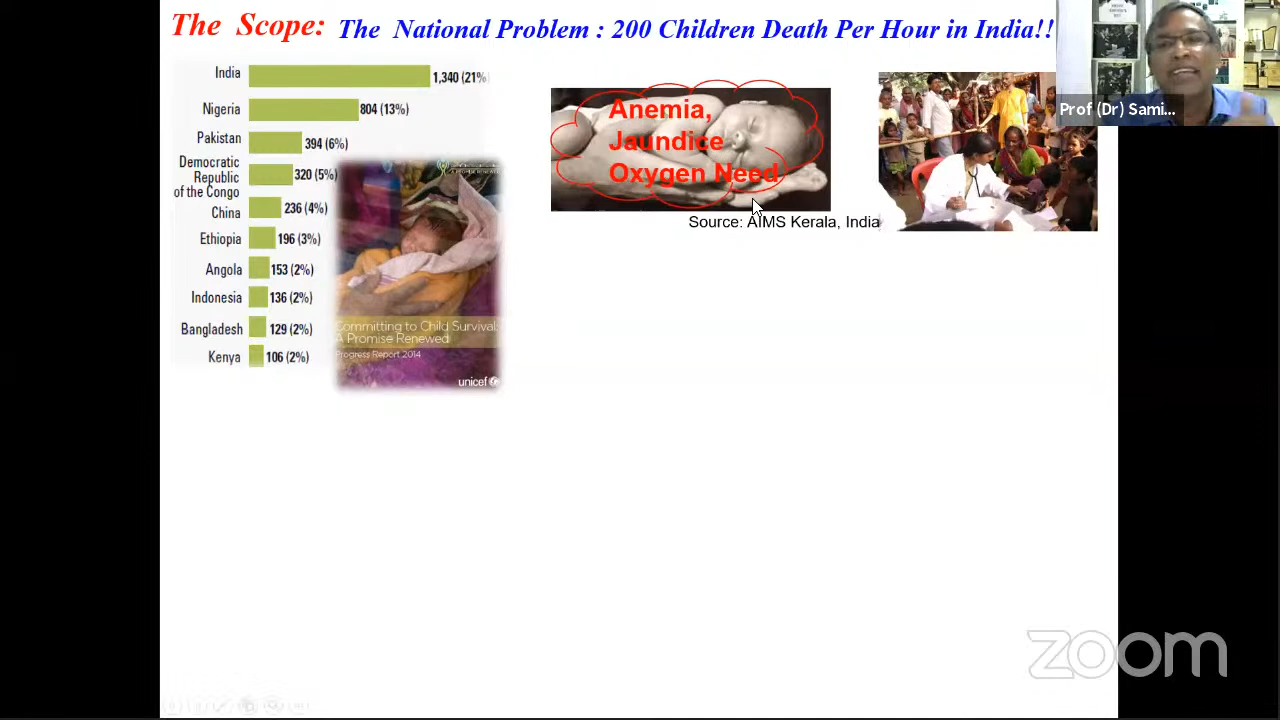 The Scope: The National Problem : 200 Children Death Per Hour in India!!
India 1,340 (21%)
Nigeria 804 (13%)
Pakistan 394 (6%)
Democratic
Republic 320 (5%)
of the Congo
China 236 (4%)
Ethiopia 196 (3%)
Angola 153 (2%)
Indonesia 136 (2%)
Bangladesh 129 (2%)
Kenya 106 (2%)
Committing to Child Survival:
A Promise Renewed
Progress Report 2014
unicef
Anemia,
Jaundice
Oxygen Need
Source: AIMS Kerala, India
Prof (Dr) Sami...
zoom